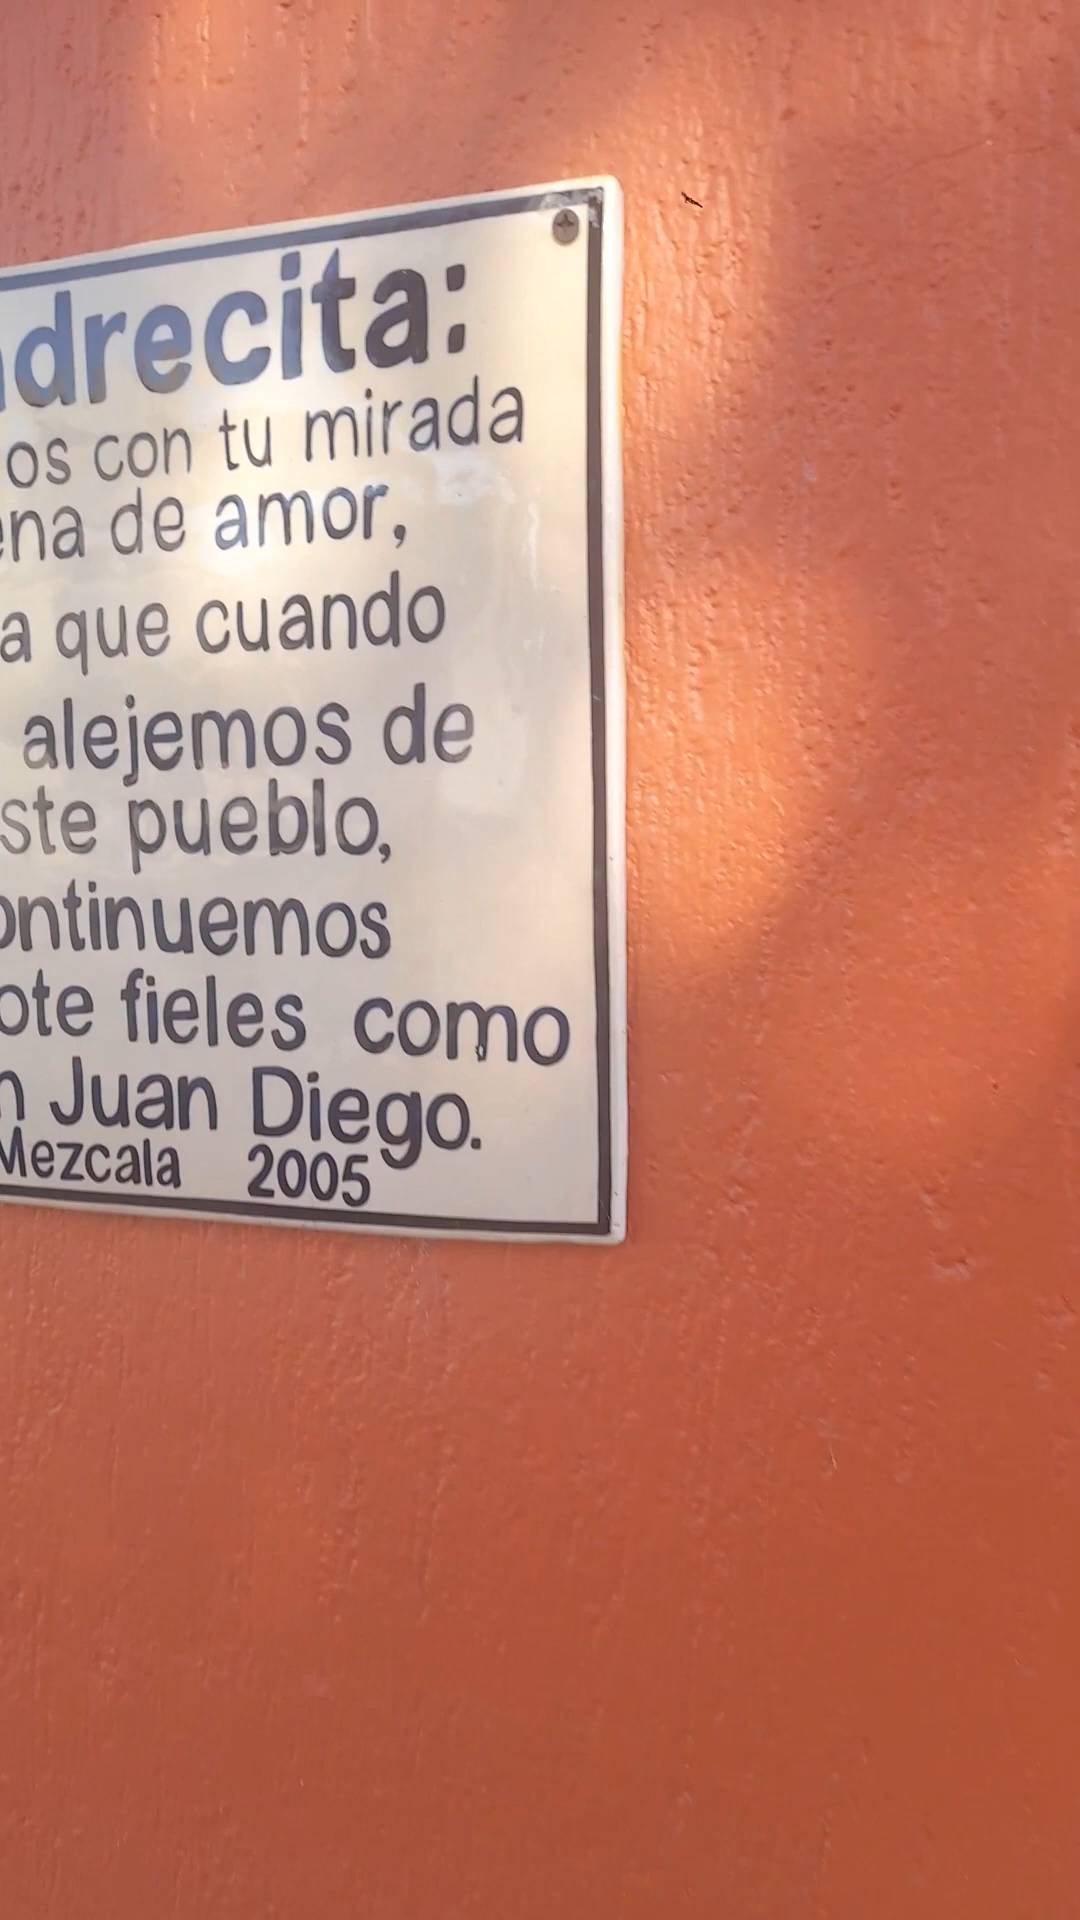 adrecita:
os con tu mirada
ena de amor,
a que cuando
alejemos de
ste pueblo,
ontinuemos
ote fieles como
n Juan Diego.
Mezcala 2005